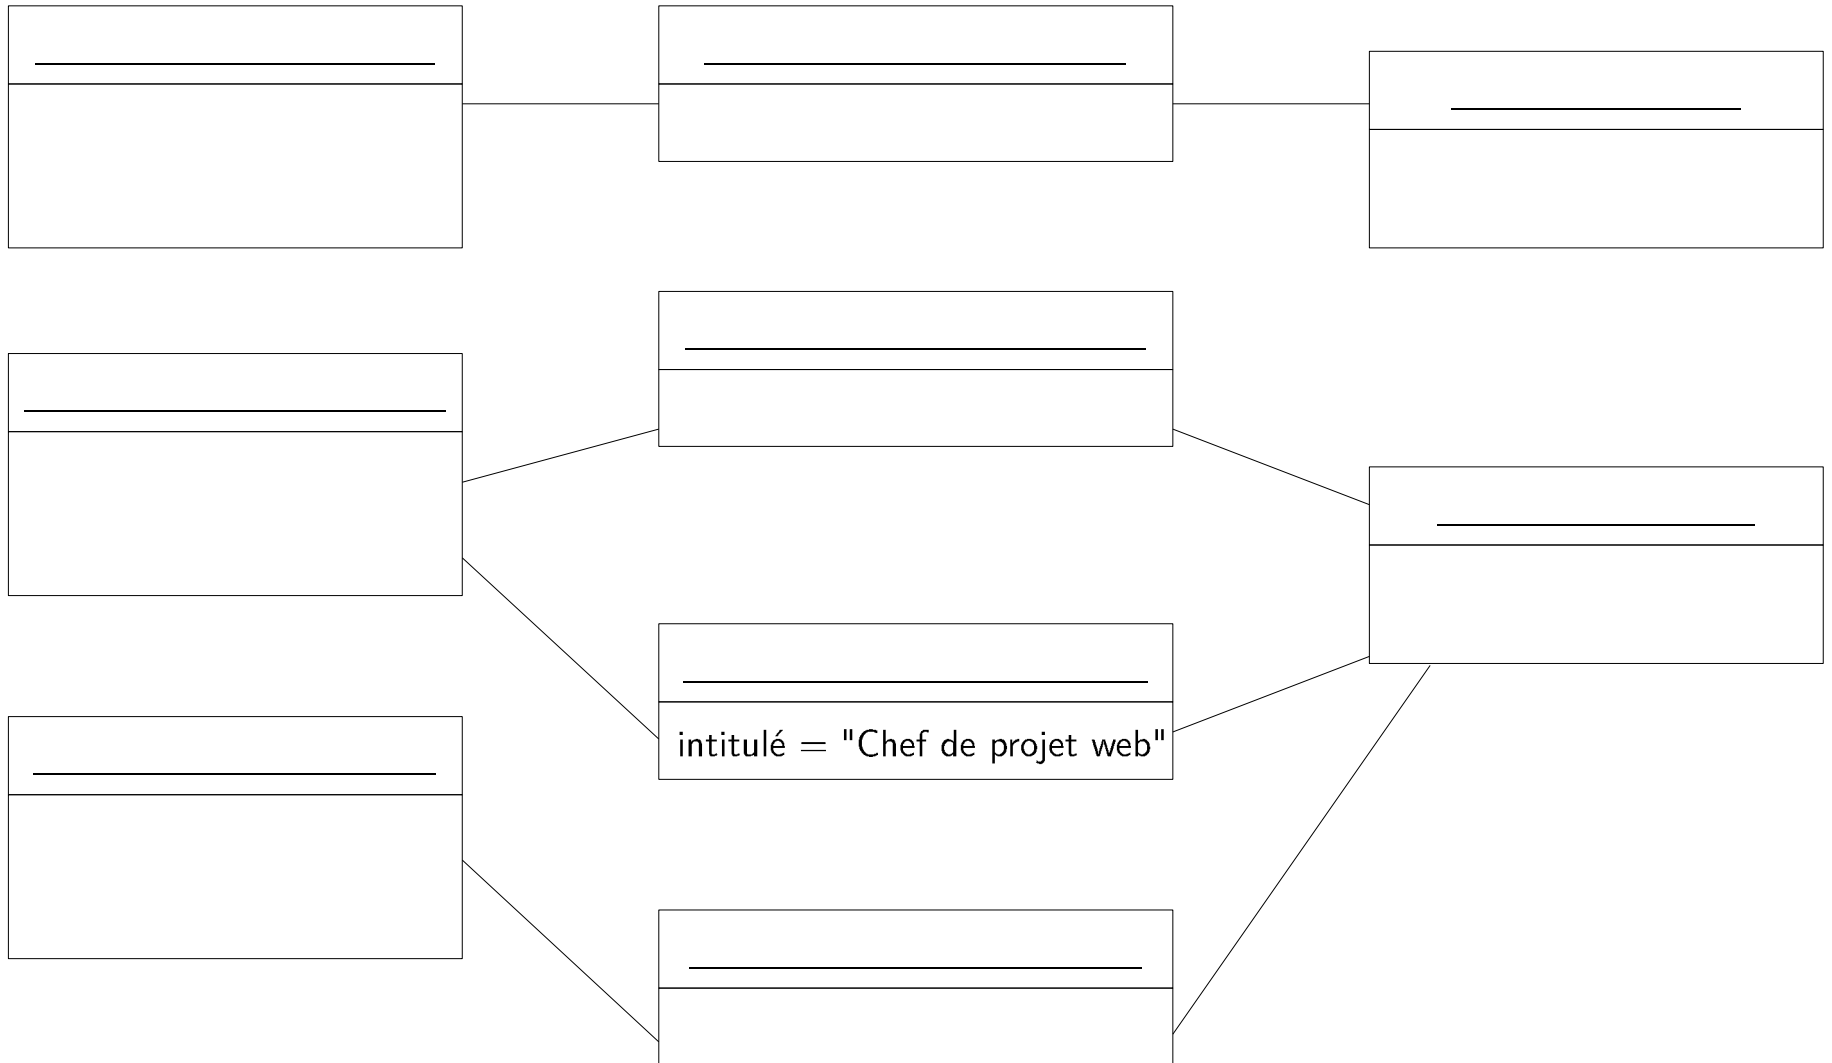 intitulé = "Chef de projet web"